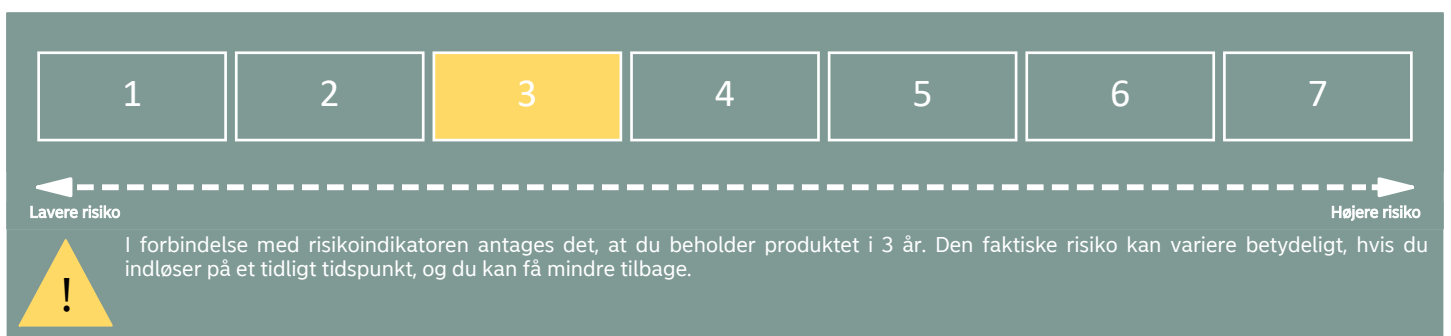 1 2 3 4 5 6 7
Lavere risiko Højere risiko
I forbindelse med risikoindikatoren antages det, at du beholder produktet i 3 år. Den faktiske risiko kan variere betydeligt, hvis du
indløser på et tidligt tidspunkt, og du kan få mindre tilbage.
!